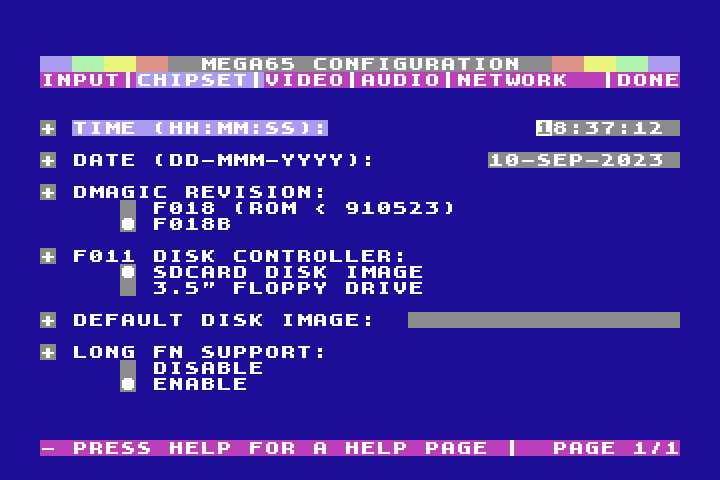 MEGA65 CONFIGURATION
INPUT|CHIPSET|VIDEO|AUDIO|NETWORK |DONE
+ TIME (HH:MM:SS): 18:37:12
+ DATE (DD-MMM-YYYY): 10-SEP-2023
+ DMAGIC REVISION:
F018 (ROM < 910523)
● F018B
+ F011 DISK CONTROLLER:
● SDCARD DISK IMAGE
3.5" FLOPPY DRIVE
+ DEFAULT DISK IMAGE:
+ LONG FN SUPPORT:
DISABLE
● ENABLE
- PRESS HELP FOR A HELP PAGE | PAGE 1/1